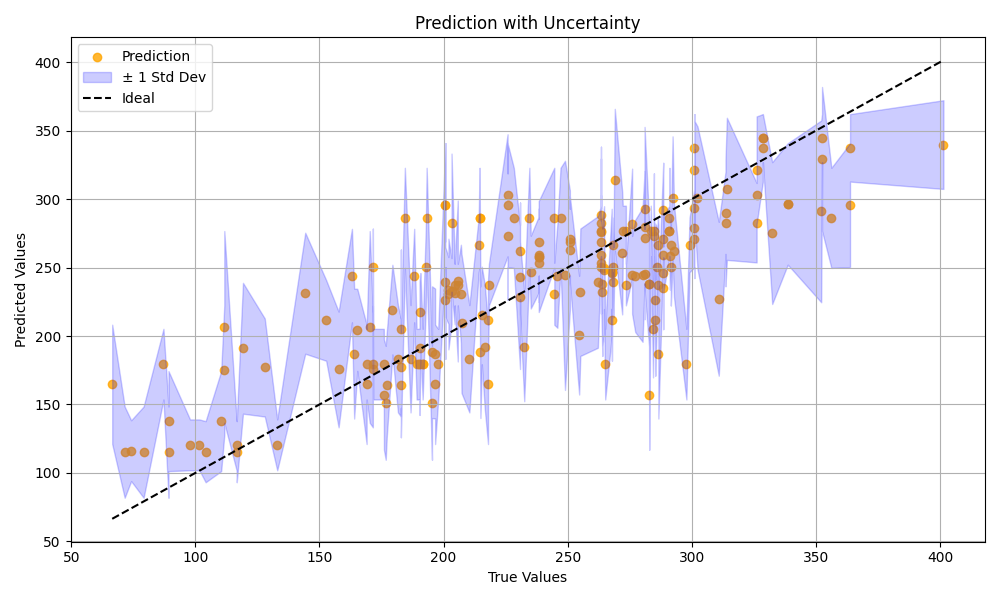 Prediction with Uncertainty
Prediction
± 1 Std Dev
Ideal
Predicted Values
400
350
300
250
200
150
100
50
50 100 150 200 250 300 350 400
True Values